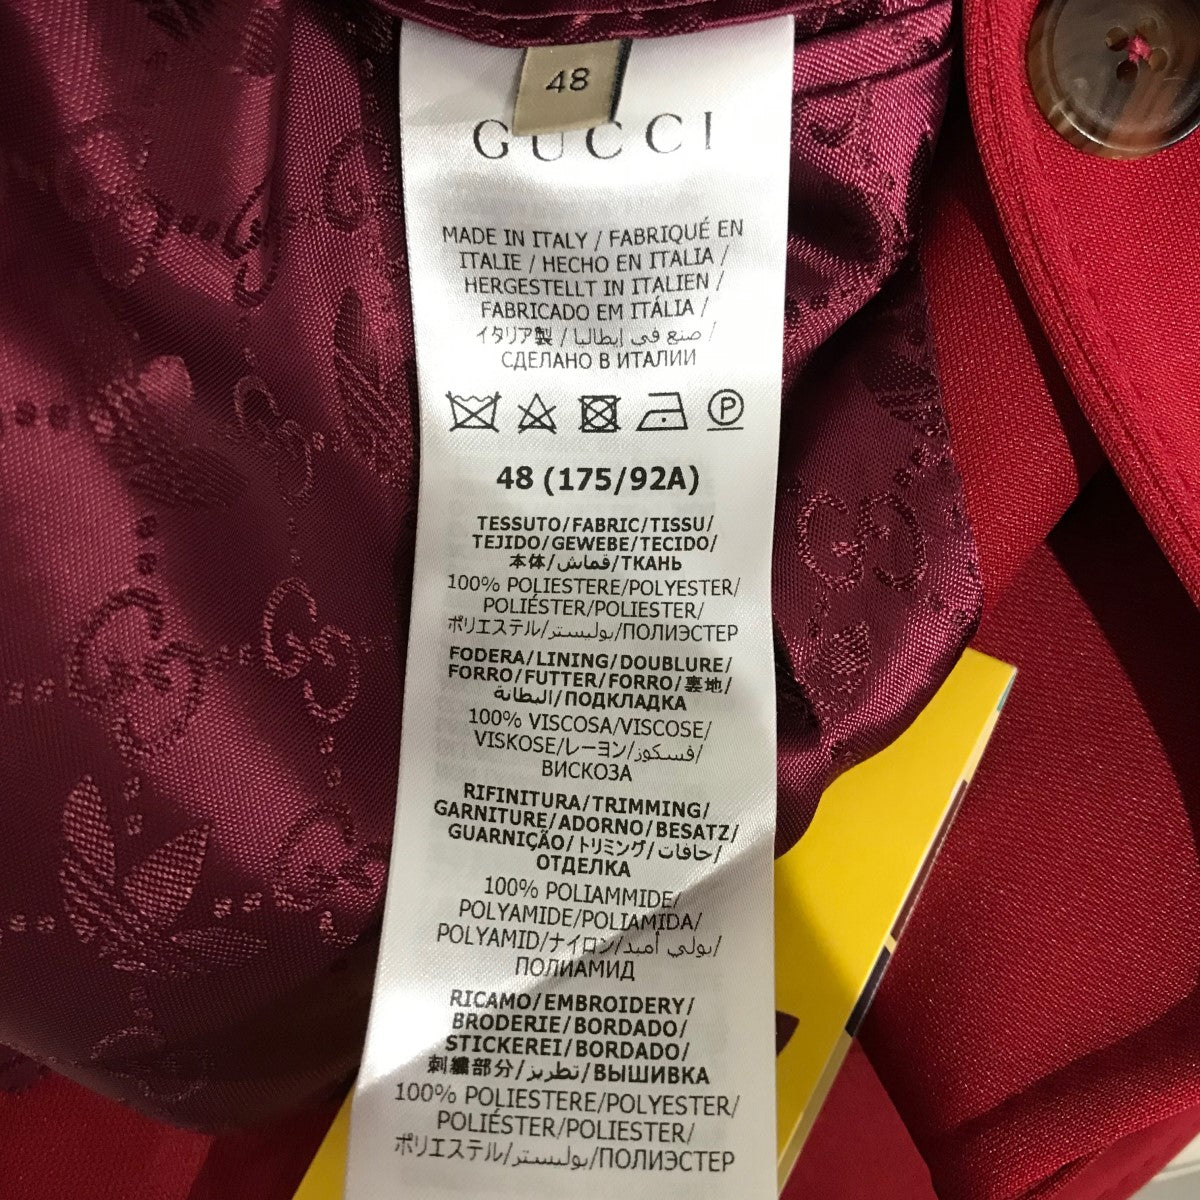 48
GUCCI
MADE IN ITALY / FABRIQUÉ EN
ITALIE / HECHO EN ITALIA /
HERGESTELLT IN ITALIEN /
FABRICADO EM ITÁLIA /
イタリア製 / صنع في إيطاليا /
СДЕЛАНО В ИТАЛИИ
P
48 (175/92A)
TESSUTO/FABRIC/TISSU/
TEJIDO/GEWEBE/TECIDO/
本体/قماش/ТКАНЬ
100% POLIESTERE/POLYESTER/
POLIÉSTER/POLIESTER/
ポリエステル/بوليستر/ПОЛИЭСТЕР
FODERA/LINING/DOUBLURE/
FORRO/FUTTER/FORRO/裏地/
البطانة/ПОДКЛАДКА
100% VISCOSA/VISCOSE/
VISKOSE/レーヨン/فسكوز/
ВИСКОЗА
RIFINITURA/TRIMMING/
GARNITURE/ADORNO/BESATZ/
GUARNIÇÃO/トリミング/حافات/
ОТДЕЛКА
100% POLIAMMIDE/
POLYAMIDE/POLIAMIDA/
POLYAMID/ナイロン/بولي أميد/
ПОЛИАМИД
RICAMO/EMBROIDERY/
BRODERIE/BORDADO/
STICKEREI/BORDADO/
刺繍部分/تطريز/ВЫШИВКА
100% POLIESTERE/POLYESTER/
POLIÉSTER/POLIESTER/
ポリエステル/بوليستر/ПОЛИЭСТЕР